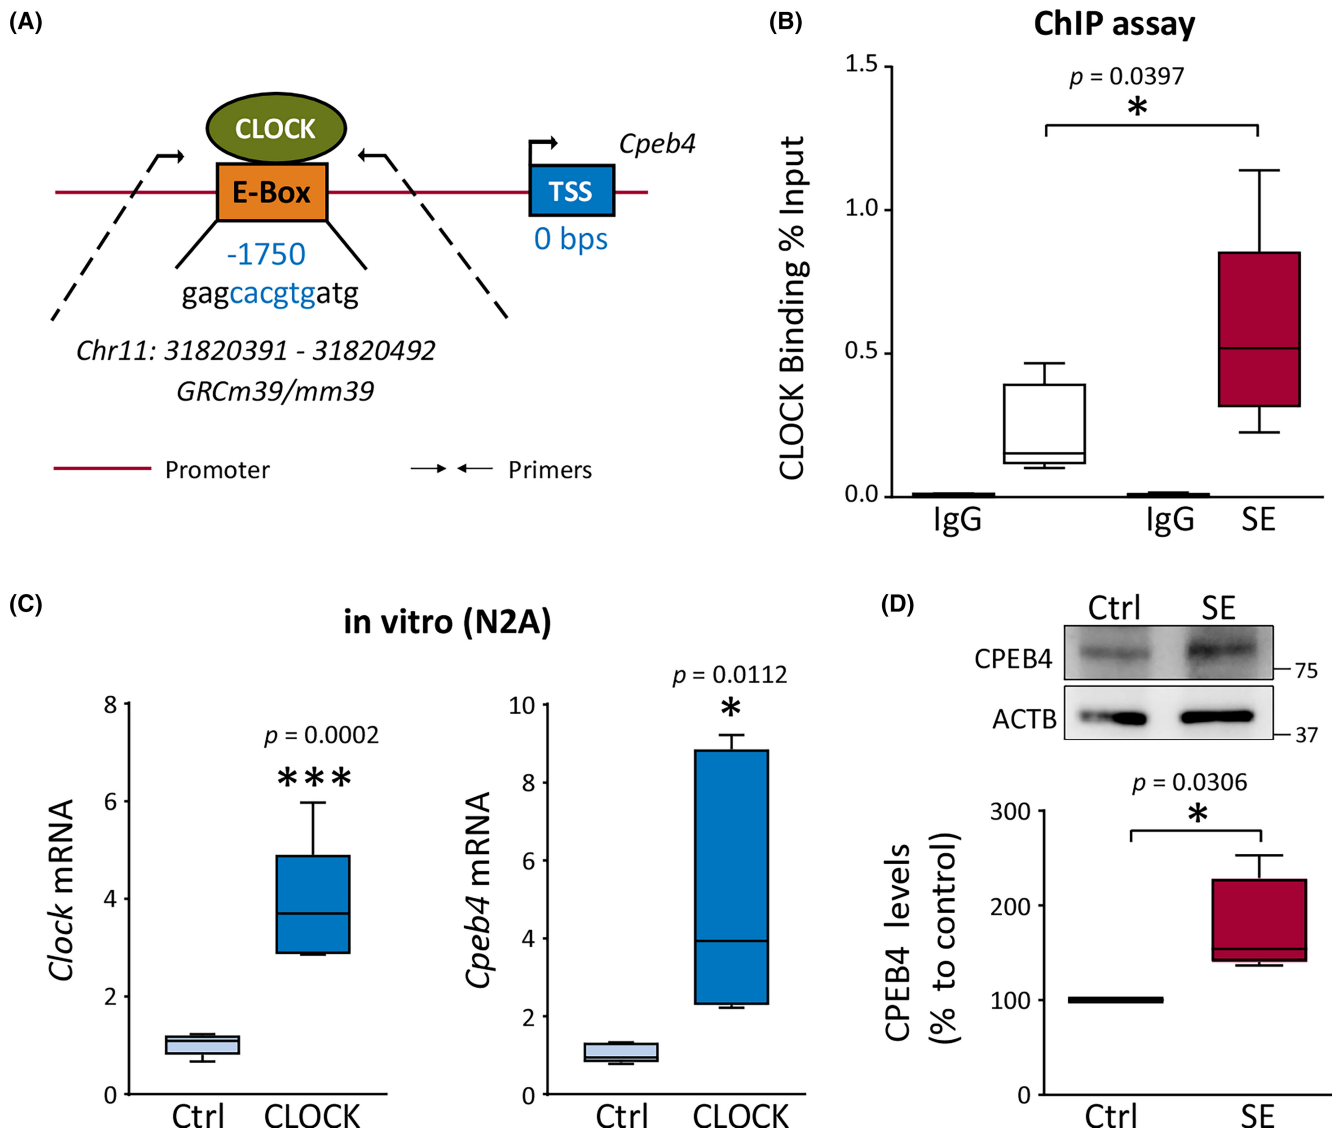 (A)
CLOCK
E-Box
-1750
gagcacgtgatg
Chr11: 31820391 - 31820492
GRCm39/mm39
Cpeb4
TSS
0 bps
Promoter
Primers
(B)
ChIP assay
p = 0.0397
*
CLOCK Binding % Input
1.5
1.0
0.5
0.0
IgG
IgG
SE
(C)
in vitro (N2A)
Clock mRNA
8
6
4
2
0
p = 0.0002
***
Ctrl
CLOCK
Cpeb4 mRNA
10
8
6
4
2
0
p = 0.0112
*
Ctrl
CLOCK
(D)
Ctrl
SE
CPEB4
75
ACTB
37
p = 0.0306
*
CPEB4 levels
(% to control)
300
200
100
0
Ctrl
SE